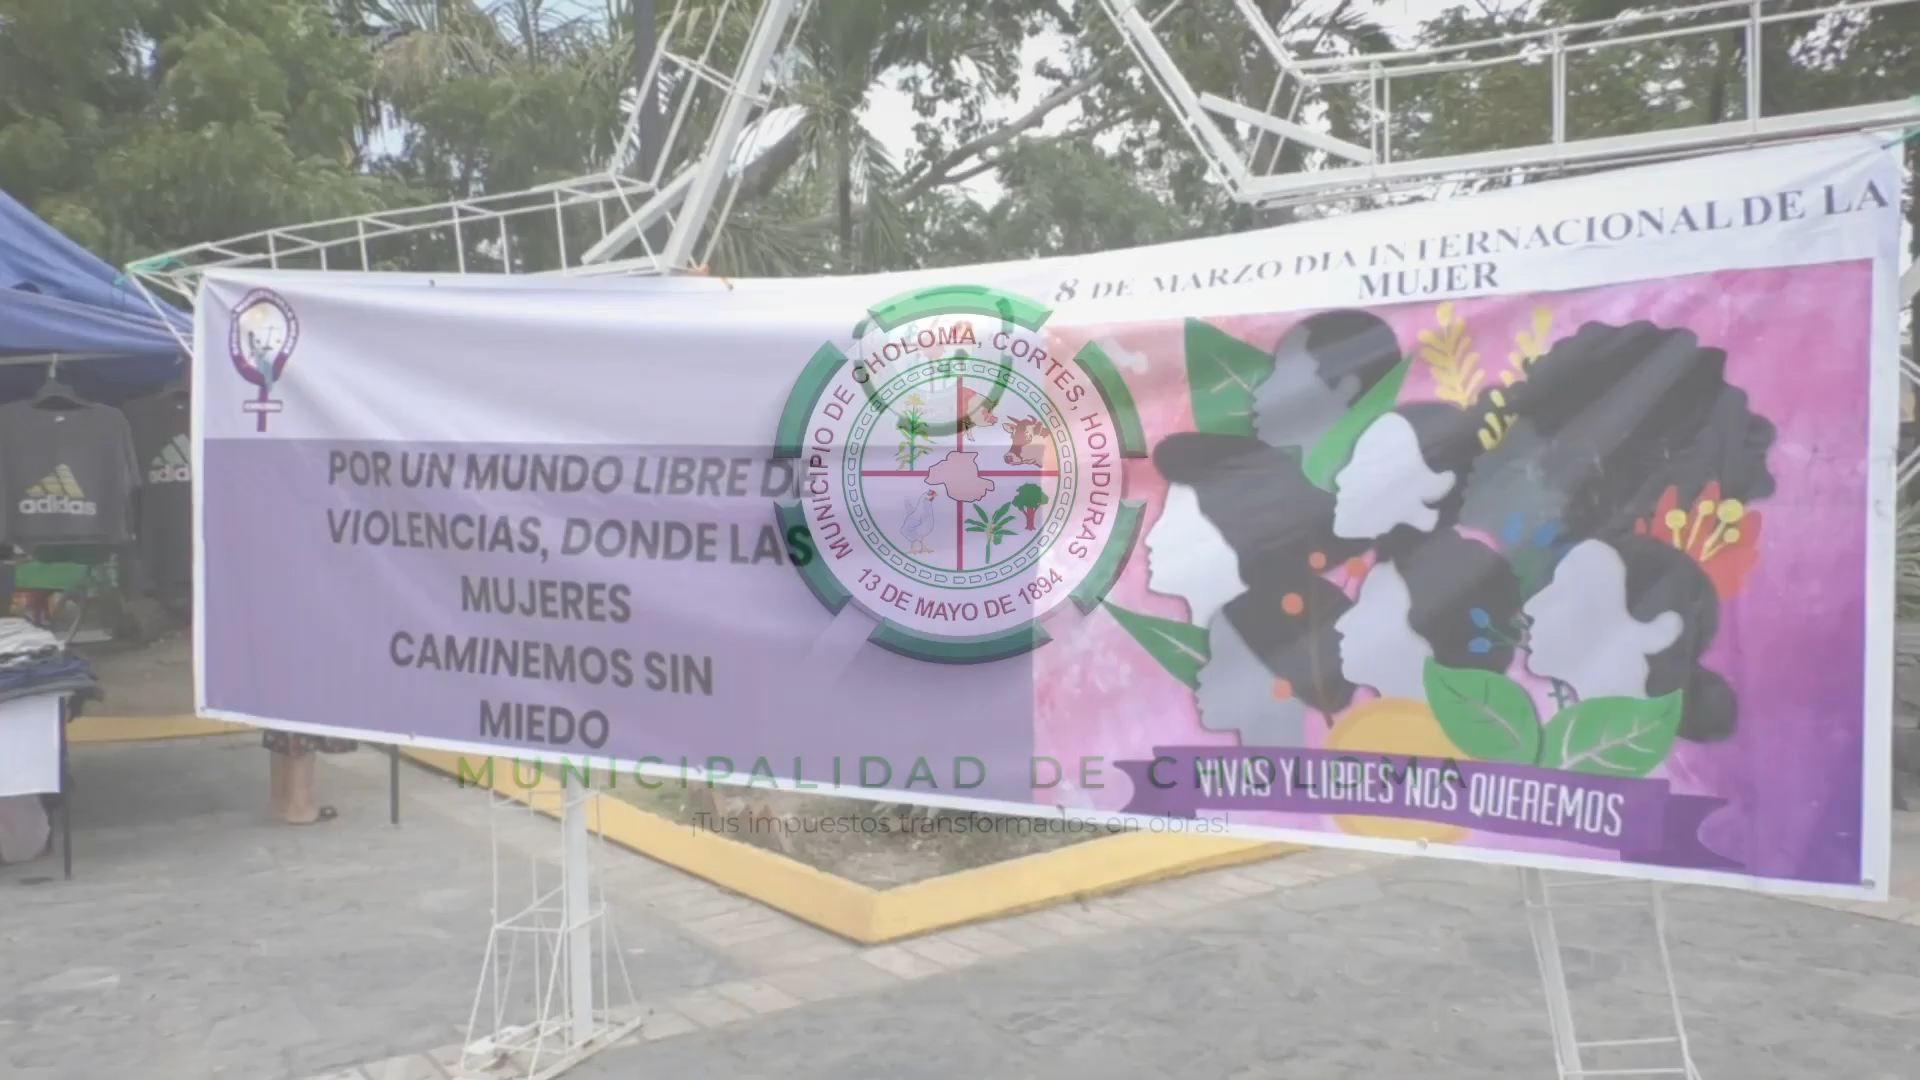 8 DE MARZO DIA INTERNACIONAL DE LA
MUJER
POR UN MUNDO LIBRE DE
VIOLENCIAS, DONDE LAS
MUJERES
CAMINEMOS SIN
MIEDO
MUNICIPIO DE CHOLOMA, CORTES, HONDURAS
13 DE MAYO DE 1894
VIVAS Y LIBRES NOS QUEREMOS
MUNICIPALIDAD DE CHOLOMA
¡Tus impuestos transformados en obras!
adidas
adid